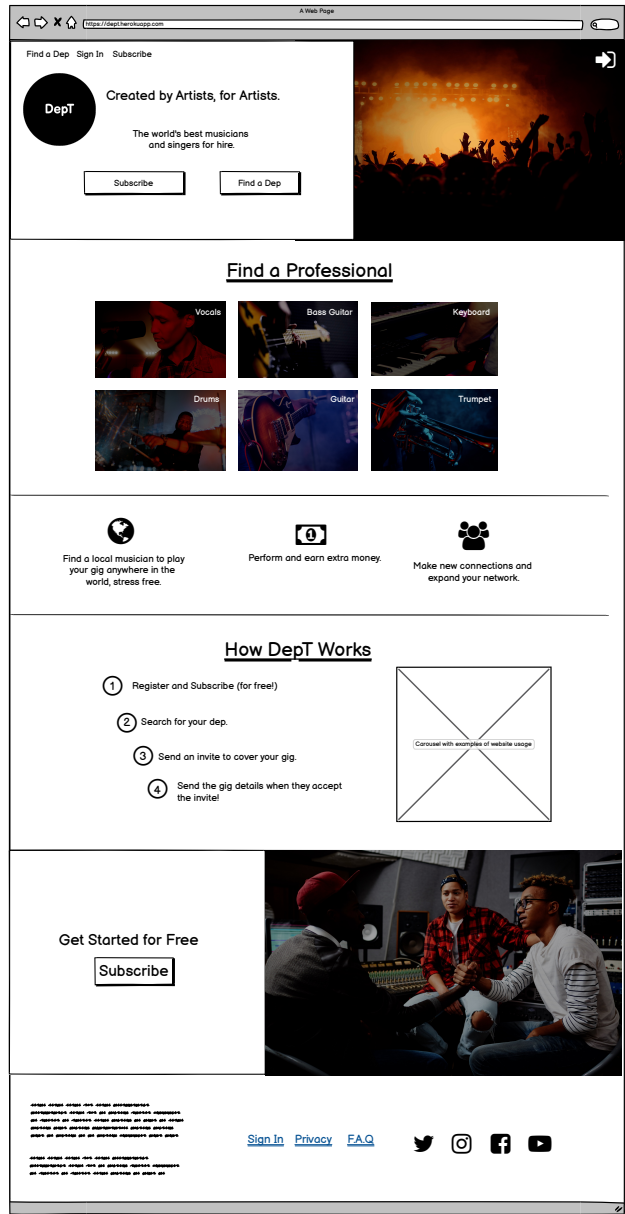 A Web Page
https://dept.herokuapp.com
Find a Dep Sign In Subscribe
DepT
Created by Artists, for Artists.
The world's best musicians
and singers for hire.
Subscribe
Find a Dep
Find a Professional
Vocals
Bass Guitar
Keyboard
Drums
Guitar
Trumpet
Find a local musician to play
your gig anywhere in the
world, stress free.
1
Perform and earn extra money.
Make new connections and
expand your network.
How DepT Works
1 Register and Subscribe (for free!)
2 Search for your dep.
3 Send an invite to cover your gig.
4 Send the gig details when they accept
the invite!
Carousel with examples of website usage
Get Started for Free
Subscribe
Sign In Privacy F.A.Q